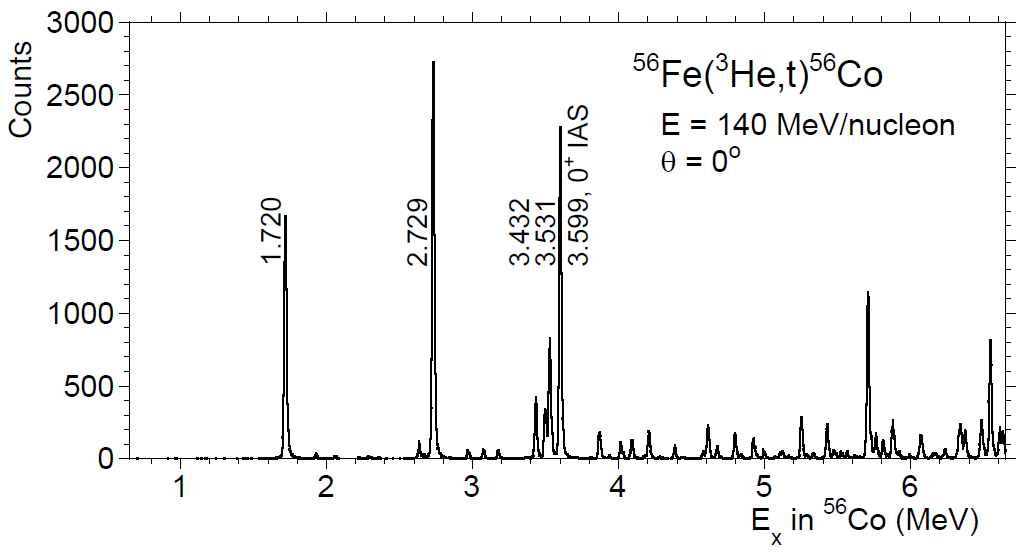 3000
2500
2000
1500
1000
500
0
Counts
⁵⁶Fe(³He,t)⁵⁶Co
E = 140 MeV/nucleon
θ = 0°
1.720
2.729
3.432
3.531
3.599, 0⁺ IAS
1 2 3 4 5 6
Eₓ in ⁵⁶Co (MeV)